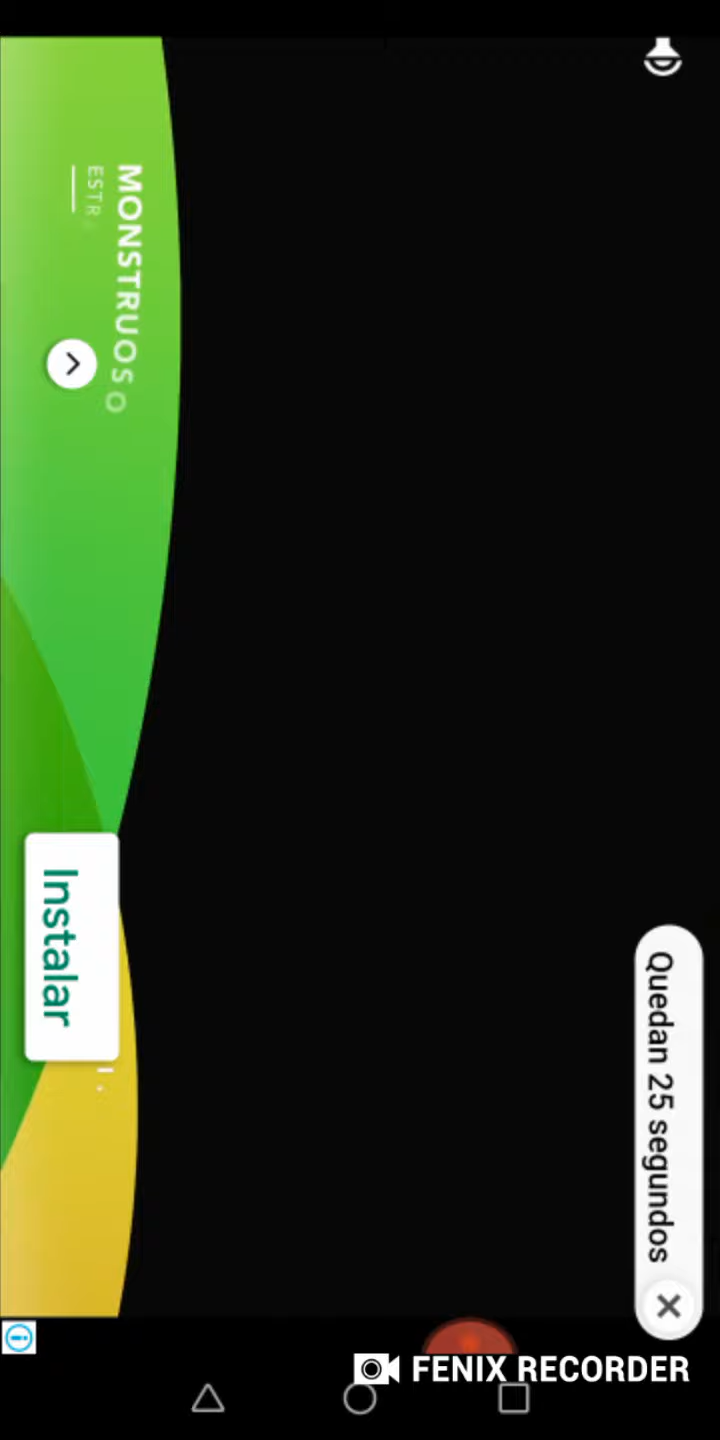 Quedan 25 segundos
MONSTRUOSO
ESTR
Instalar
FENIX RECORDER